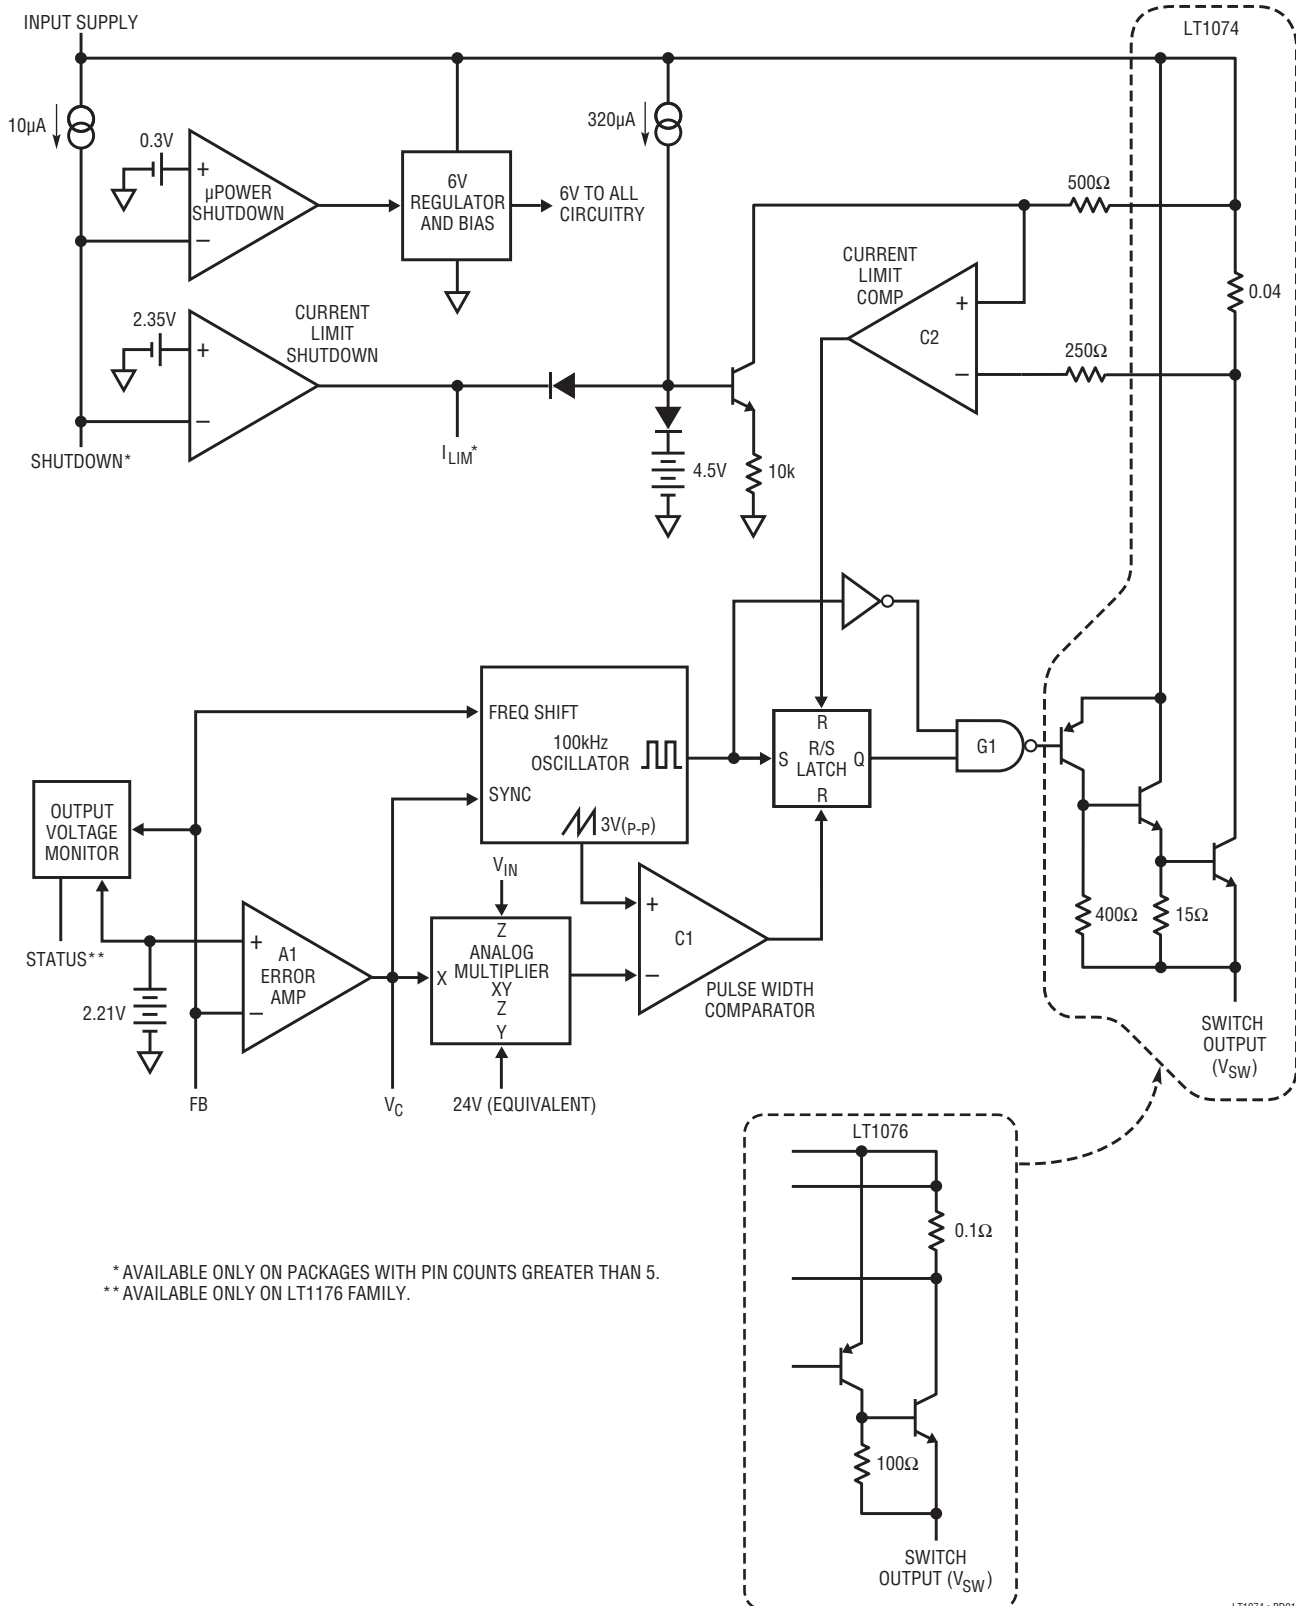 INPUT SUPPLY
LT1074
10µA
0.3V
+
µPOWER
SHUTDOWN
−
6V
REGULATOR
AND BIAS
6V TO ALL
CIRCUITRY
320µA
500Ω
CURRENT
LIMIT
COMP
+
C2
−
0.04
250Ω
2.35V
+
−
CURRENT
LIMIT
SHUTDOWN
SHUTDOWN*
ILIM*
4.5V
10k
FREQ SHIFT
100kHz
OSCILLATOR
SYNC
3V(P-P)
R
R/S
LATCH
S
Q
R
G1
OUTPUT
VOLTAGE
MONITOR
STATUS**
2.21V
+
A1
ERROR
AMP
−
VIN
Z
ANALOG
MULTIPLIER
X
XY
Z
Y
+
C1
−
PULSE WIDTH
COMPARATOR
400Ω
15Ω
SWITCH
OUTPUT
(VSW)
FB
VC
24V (EQUIVALENT)
LT1076
0.1Ω
100Ω
SWITCH
OUTPUT (VSW)
* AVAILABLE ONLY ON PACKAGES WITH PIN COUNTS GREATER THAN 5.
** AVAILABLE ONLY ON LT1176 FAMILY.